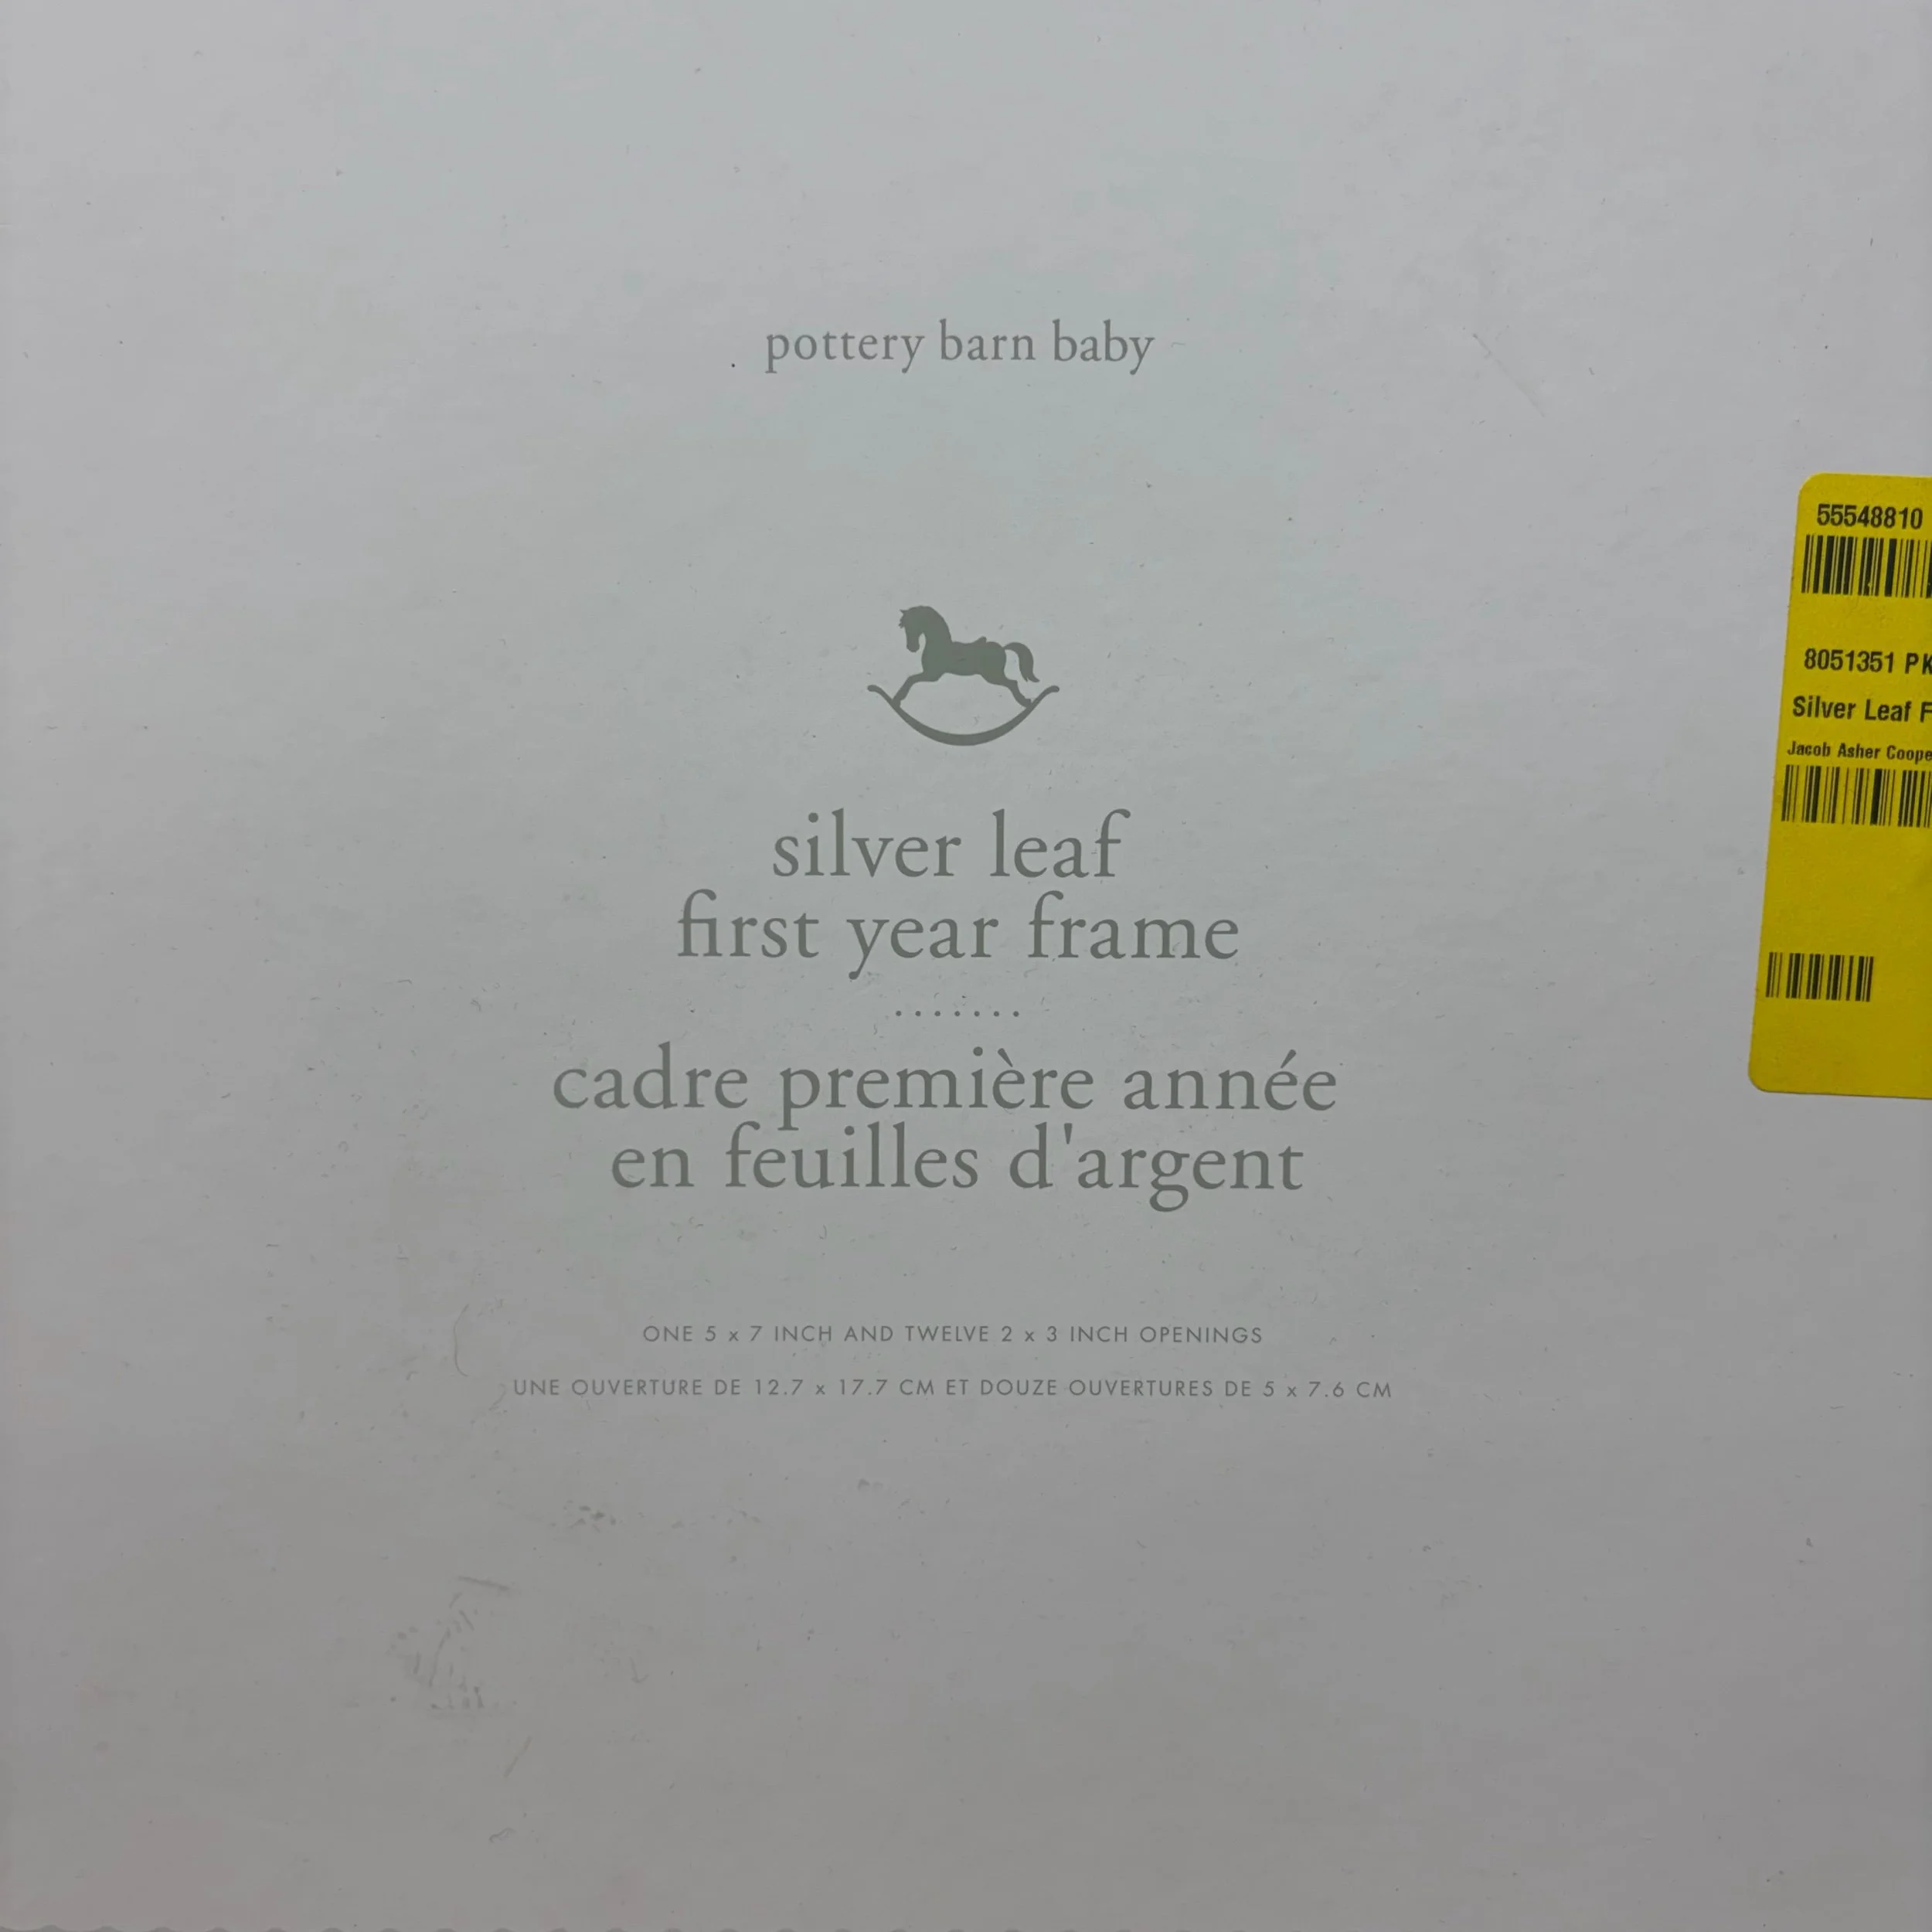 pottery barn baby
silver leaf
first year frame
.......
cadre première année
en feuilles d'argent
ONE 5 x 7 INCH AND TWELVE 2 x 3 INCH OPENINGS
UNE OUVERTURE DE 12.7 x 17.7 CM ET DOUZE OUVERTURES DE 5 x 7.6 CM
55548810
8051351 PK
Silver Leaf F
Jacob Asher Coope